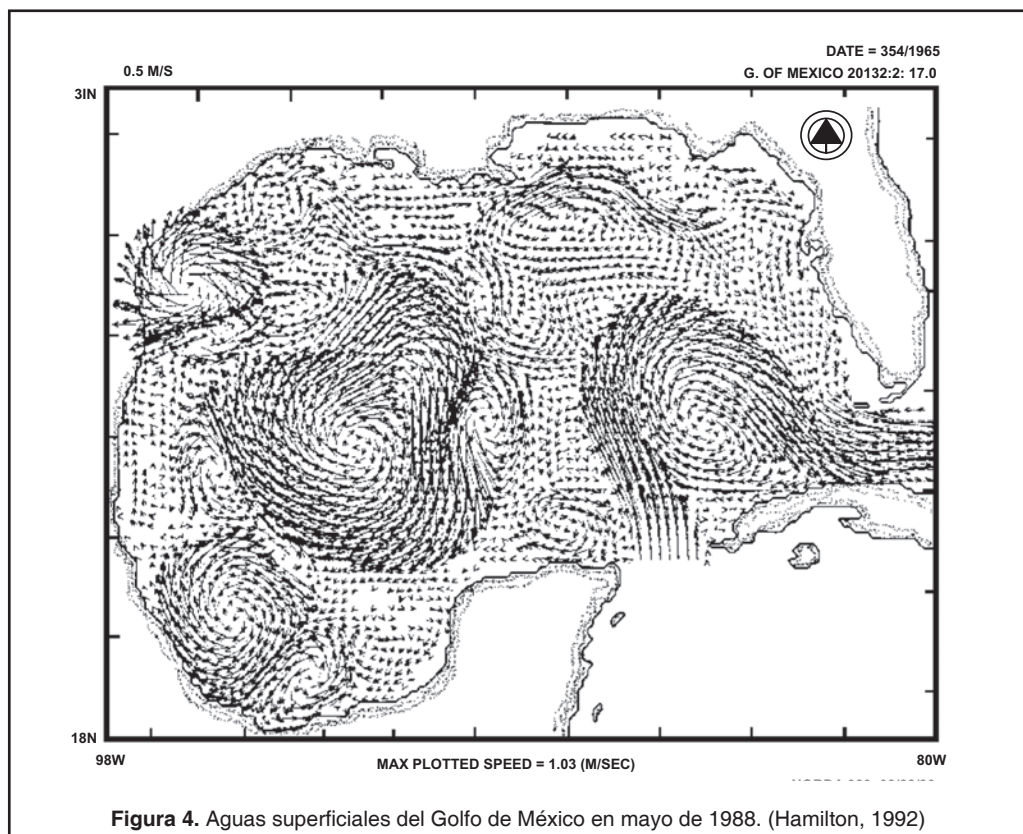 DATE = 354/1965
0.5 M/S
G. OF MEXICO 20132:2: 17.0
3IN
18N
98W
MAX PLOTTED SPEED = 1.03 (M/SEC)
80W
Figura 4. Aguas superficiales del Golfo de México en mayo de 1988. (Hamilton, 1992)